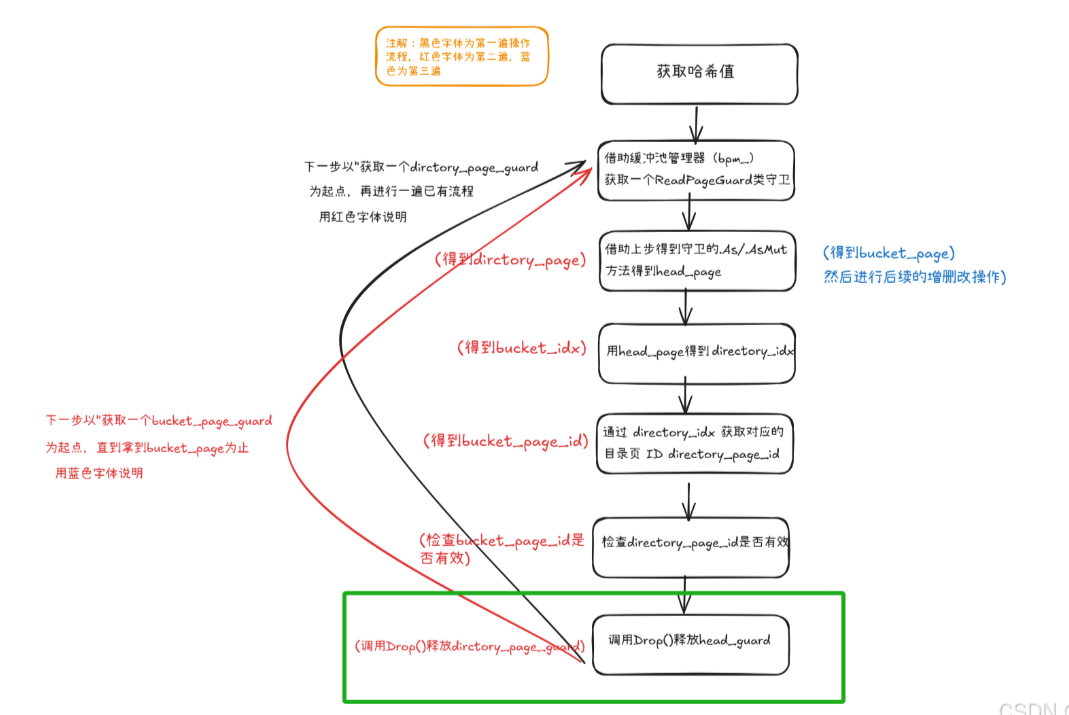 注解：黑色字体为第一遍操作
流程，红色字体为第二遍，蓝
色为第三遍
获取哈希值
下一步以"获取一个dirctory_page_guard
为起点，再进行一遍已有流程
用红色字体说明
借助缓冲池管理器（bpm_）
获取一个ReadPageGuard类守卫
(得到dirctory_page)
借助上步得到守卫的.As/.AsMut
方法得到head_page
(得到bucket_page)
然后进行后续的增删改操作)
(得到bucket_idx)
用head_page得到directory_idx
下一步以"获取一个bucket_page_guard
为起点，直到拿到bucket_page为止
用蓝色字体说明
(得到bucket_page_id)
通过 directory_idx 获取对应的
目录页 ID directory_page_id
(检查bucket_page_id是
否有效)
检查directory_page_id是否有效
(调用Drop()释放dirctory_page_guard)
调用Drop()释放head_guard